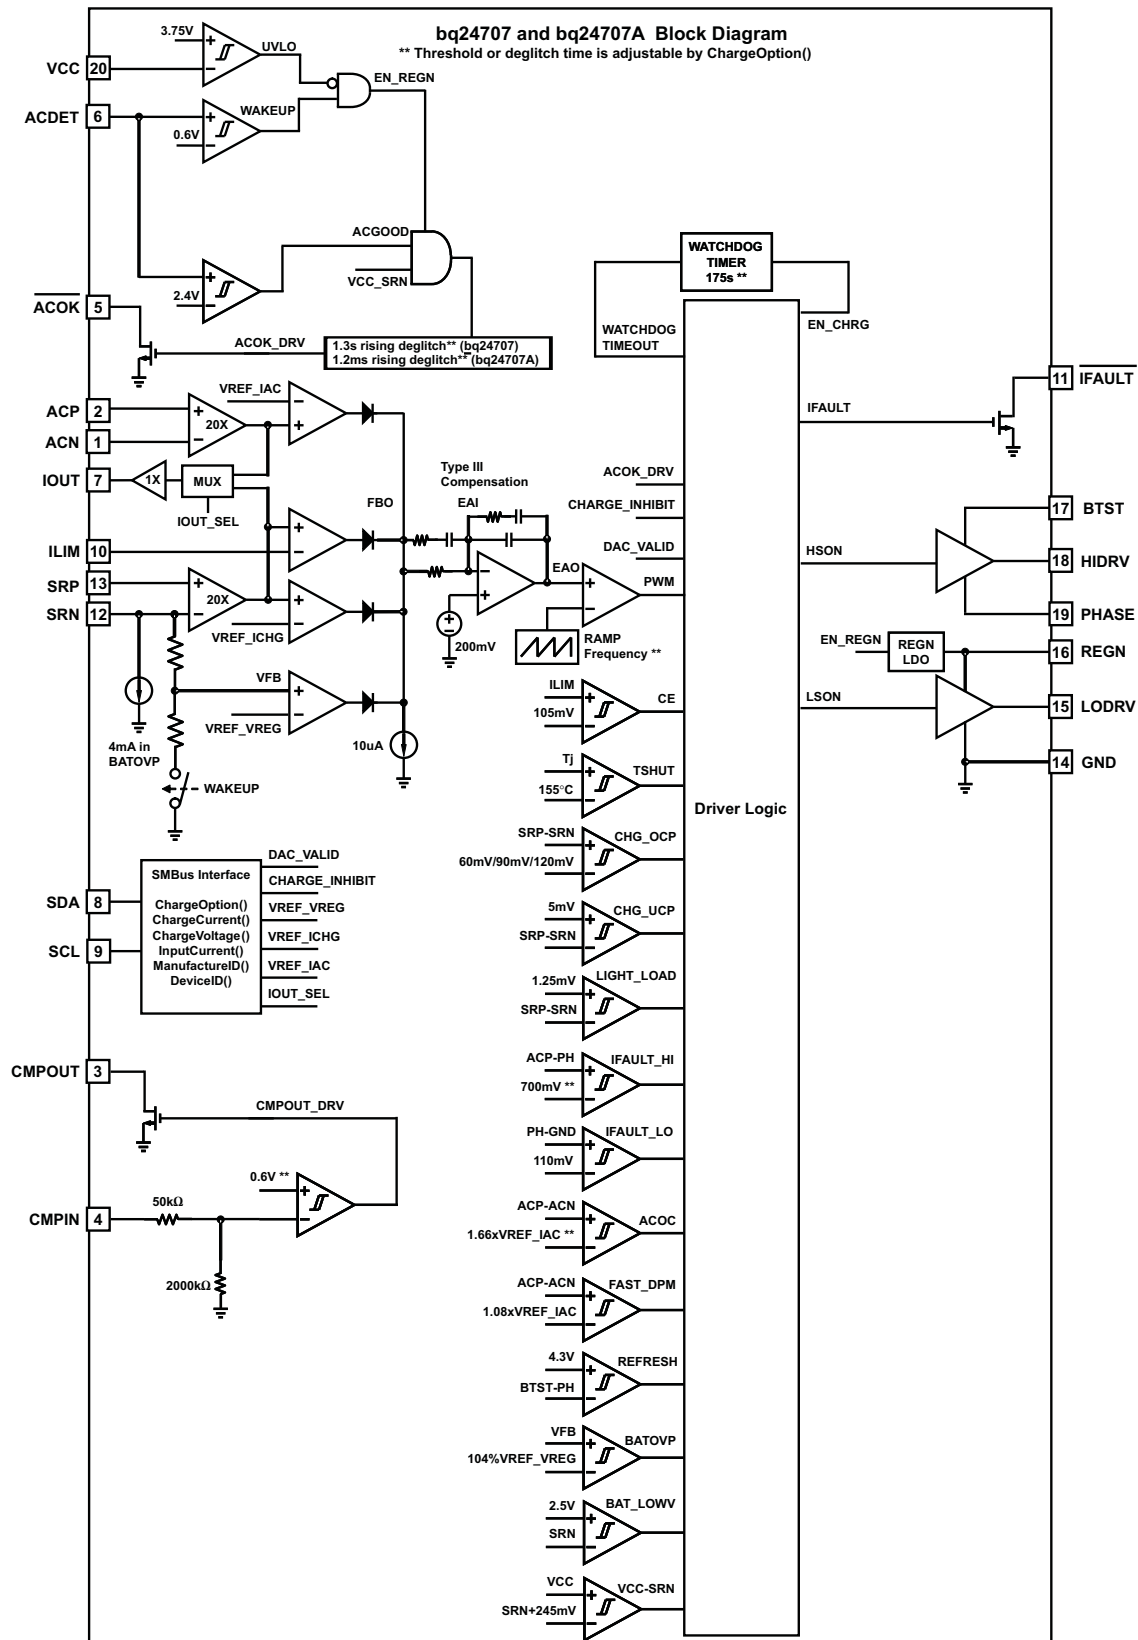 bq24707 and bq24707A Block Diagram
** Threshold or deglitch time is adjustable by ChargeOption()
3.75V
+
UVLO
VCC
20
−
EN_REGN
ACDET
6
+
WAKEUP
0.6V
−
ACGOOD
VCC_SRN
+
2.4V
−
ACOK
5
ACOK_DRV
1.3s rising deglitch** (bq24707)
1.2ms rising deglitch** (bq24707A)
WATCHDOG
TIMER
175s **
EN_CHRG
WATCHDOG
TIMEOUT
11
IFAULT
IFAULT
VREF_IAC
−
+
ACP
2
+
20X
ACN
1
−
IOUT
7
1X
MUX
IOUT_SEL
FBO
Type III
Compensation
EAI
ACOK_DRV
CHARGE_INHIBIT
DAC_VALID
ILIM
10
+
−
SRP
13
+
20X
SRN
12
−
+
VREF_ICHG
−
−
+
200mV
EAO
+
−
PWM
RAMP
Frequency **
HSON
17
BTST
18
HIDRV
19
PHASE
EN_REGN
REGN
LDO
16
REGN
LSON
15
LODRV
14
GND
VFB
+
VREF_VREG
−
4mA in
BATOVP
WAKEUP
10uA
Driver Logic
ILIM
+
CE
105mV
−
Tj
+
TSHUT
155°C
−
SRP-SRN
+
CHG_OCP
60mV/90mV/120mV
−
5mV
+
CHG_UCP
SRP-SRN
−
1.25mV
+
LIGHT_LOAD
SRP-SRN
−
ACP-PH
+
IFAULT_HI
700mV **
−
PH-GND
+
IFAULT_LO
110mV
−
ACP-ACN
+
ACOC
1.66xVREF_IAC **
−
ACP-ACN
+
FAST_DPM
1.08xVREF_IAC
−
4.3V
+
REFRESH
BTST-PH
−
VFB
+
BATOVP
104%VREF_VREG
−
2.5V
+
BAT_LOWV
SRN
−
VCC
+
VCC-SRN
SRN+245mV
−
SDA
8
SCL
9
SMBus Interface
ChargeOption()
ChargeCurrent()
ChargeVoltage()
InputCurrent()
ManufactureID()
DeviceID()
DAC_VALID
CHARGE_INHIBIT
VREF_VREG
VREF_ICHG
VREF_IAC
IOUT_SEL
CMPOUT
3
CMPOUT_DRV
0.6V **
+
−
CMPIN
4
50kΩ
2000kΩ